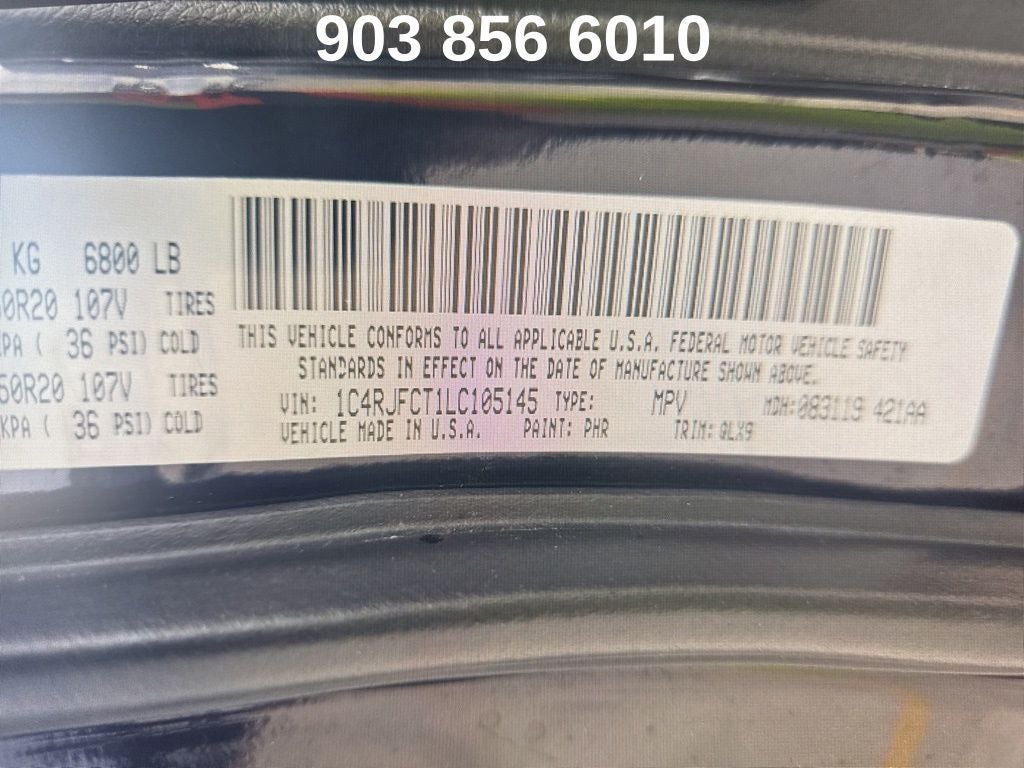 903 856 6010
KG 6800 LB
50R20 107V TIRES
KPA ( 36 PSI) COLD
50R20 107V TIRES
KPA ( 36 PSI) COLD
THIS VEHICLE CONFORMS TO ALL APPLICABLE U.S.A. FEDERAL MOTOR VEHICLE SAFETY
STANDARDS IN EFFECT ON THE DATE OF MANUFACTURE SHOWN ABOVE.
VIN: 1C4RJFCT1LC105145 TYPE: MPV MDH:083119 421AA
VEHICLE MADE IN U.S.A. PAINT: PHR TRIM: QLX9